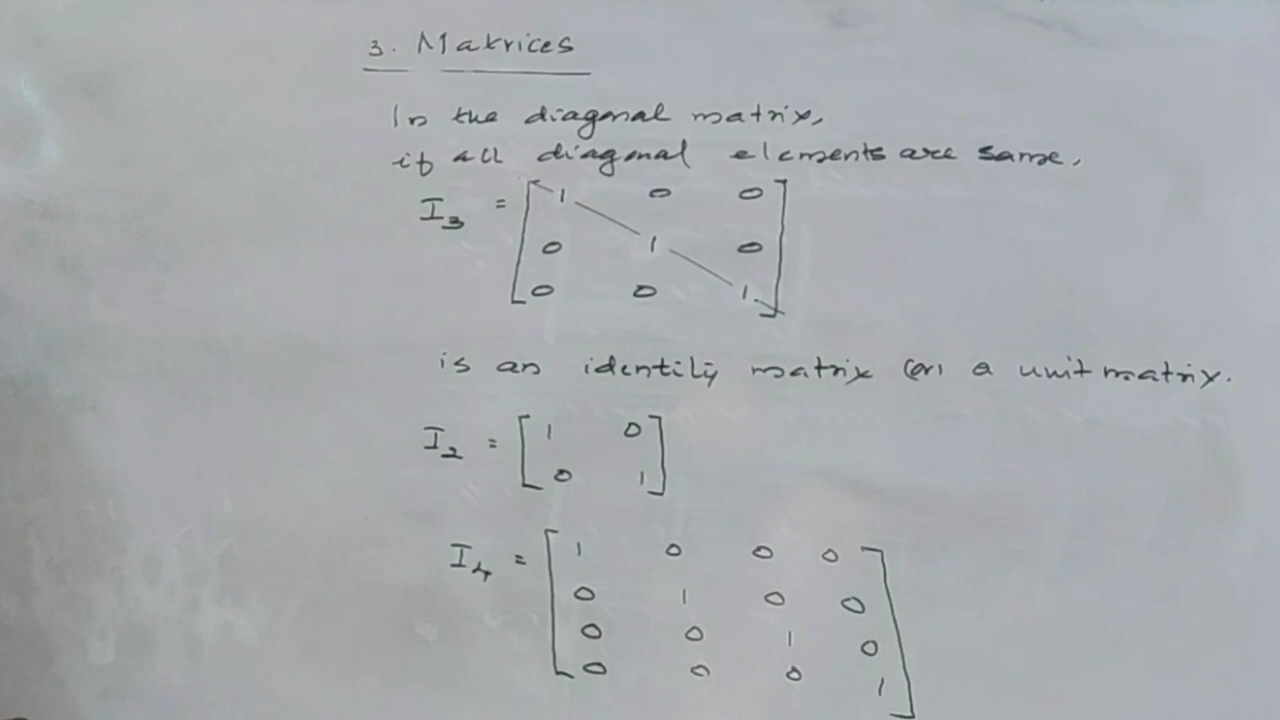 3. Matrices
In the diagonal matrix,
if all diagonal elements are same,
I₃ = [ 1 0 0
0 1 0
0 0 1 ]
is an identity matrix (or) a unit matrix.
I₂ = [ 1 0
0 1 ]
I₄ = [ 1 0 0 0
0 1 0 0
0 0 1 0
0 0 0 1 ]